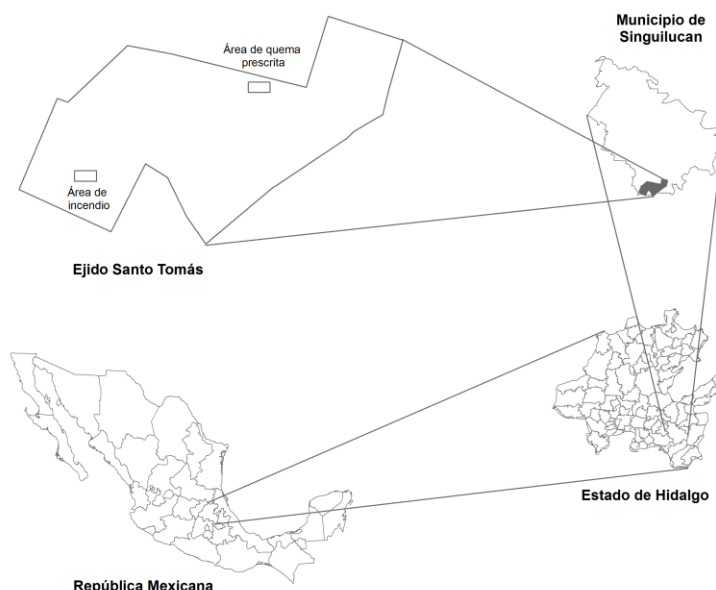 Área de quema
prescrita
Municipio de
Singuilucan
Área de
incendio
Ejido Santo Tomás
Estado de Hidalgo
República Mexicana